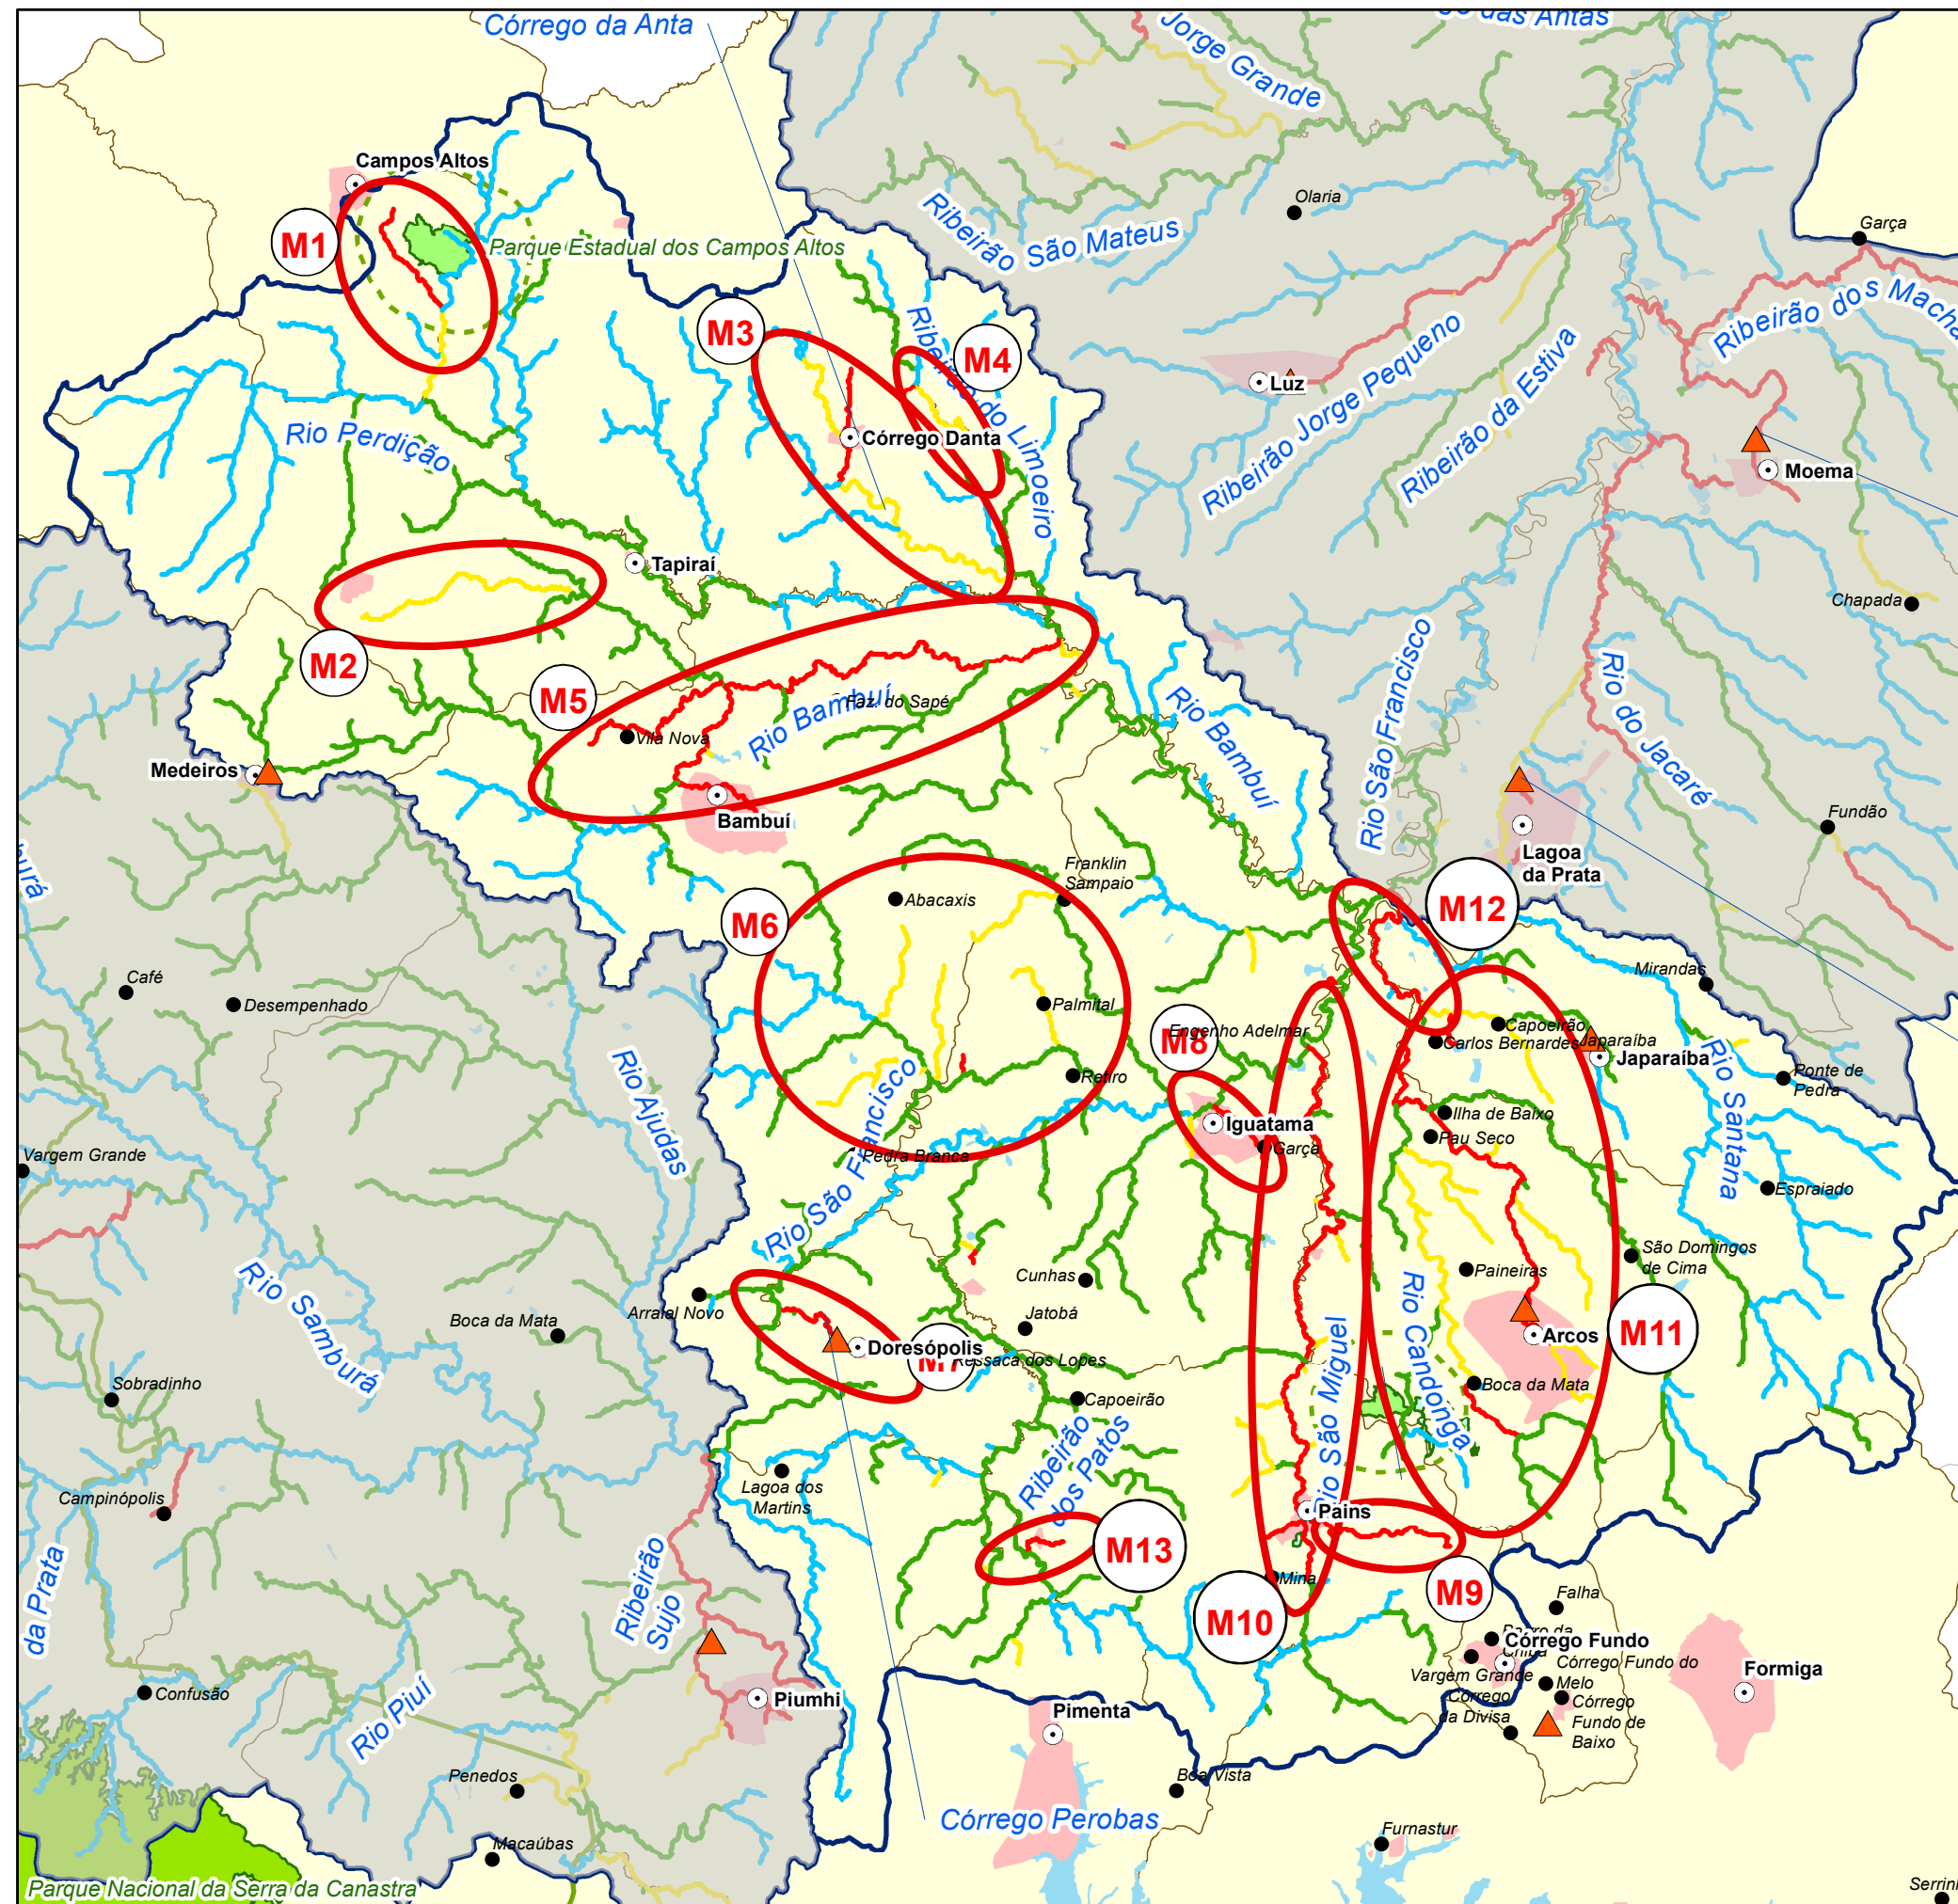 Córrego da Anta
Jorge Grande
das Antas
Campos Altos
M1
Parque Estadual dos Campos Altos
Ribeirão São Mateus
Olaria
Garça
M3
M4
Ribeirão do Limoeiro
Luz
Ribeirão Jorge Pequeno
Ribeirão da Estiva
Ribeirão dos
Rio Perdição
Córrego Danta
Moema
Tapiraí
M2
M5
Chapada
Rio Bambuí
Faz. do Sapé
Rio Bambuí
Rio São Francisco
Rio do Jacaré
Vila Nova
Medeiros
Bambuí
Fundão
Lagoa
da Prata
Franklin
Sampaio
Abacaxis
M6
M12
Café
Desempenhado
Palmital
Mirandas
Engenho Adelmar
M8
Capoeirão
Carlos Bernardes
Japaraíba
Japaraíba
Rio Ajudas
Rio São Francisco
Retiro
Rio Santana
Ponte de
Pedra
Ilha de Baixo
Iguatama
Pau Seco
Garça
Pedra Branca
Vargem Grande
Espraiado
São Domingos
de Cima
Rio Samburá
Cunhas
Paineiras
Arraial Novo
Boca da Mata
Jatobá
Doresópolis
M7
Ressaca dos Lopes
Rio São Miguel
Rio Candonga
Arcos
M11
Sobradinho
Capoeirão
Boca da Mata
Ribeirão
dos Patos
Lagoa dos
Martins
Campinópolis
Pains
M13
da Prata
Ribeirão
Sujo
M10
Mina
M9
Falha
Córrego Fundo
Vargem Grande
Córrego Fundo do
Melo
Formiga
Confusão
Rio Piuí
Piumhi
Pimenta
Córrego
da Divisa
Córrego
Fundo de
Baixo
Penedos
Boa Vista
Córrego Perobas
Macaúbas
Furnastur
Parque Nacional da Serra da Canastra